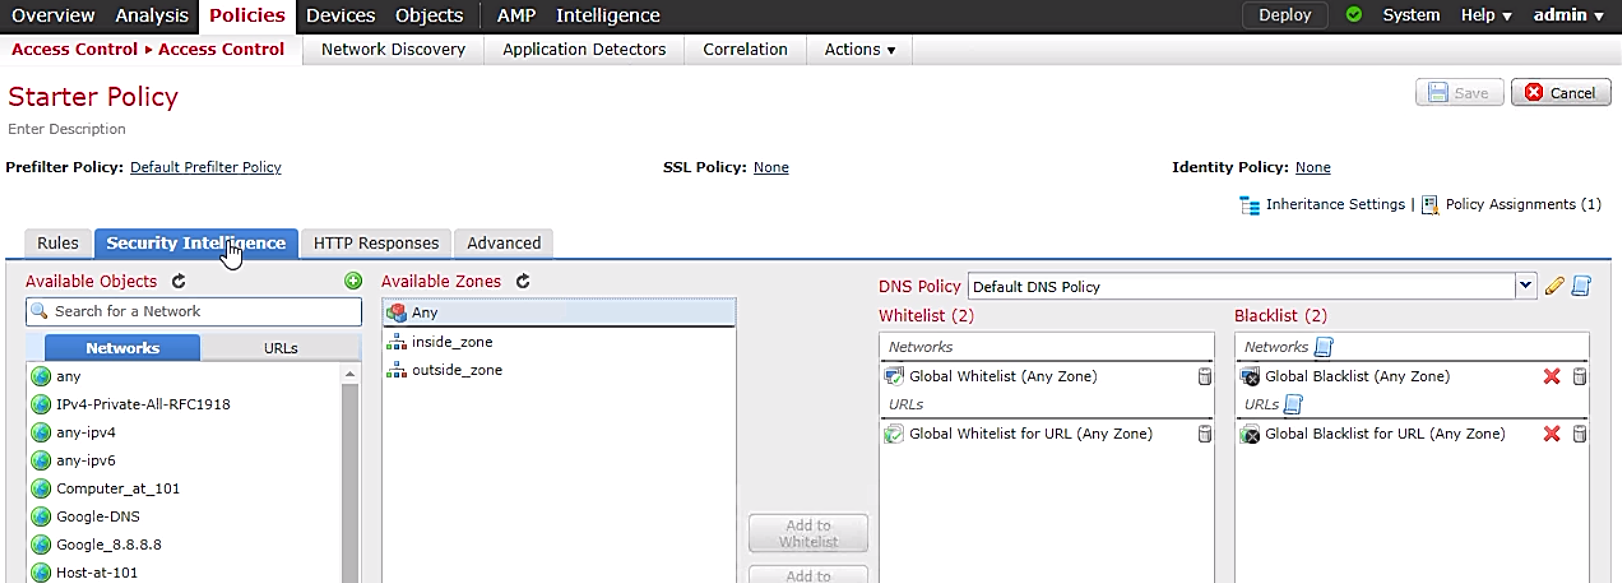 Overview Analysis Policies Devices Objects AMP Intelligence Deploy System Help ▼ admin ▼
Access Control ▸ Access Control Network Discovery Application Detectors Correlation Actions ▼
Starter Policy
Save Cancel
Enter Description
Prefilter Policy: Default Prefilter Policy SSL Policy: None Identity Policy: None
Inheritance Settings | Policy Assignments (1)
Rules Security Intelligence HTTP Responses Advanced
Available Objects Available Zones
DNS Policy Default DNS Policy
Search for a Network Any
Whitelist (2) Blacklist (2)
Networks URLs inside_zone Networks Networks
any outside_zone Global Whitelist (Any Zone) Global Blacklist (Any Zone)
IPv4-Private-All-RFC1918 URLs URLs
any-ipv4 Global Whitelist for URL (Any Zone) Global Blacklist for URL (Any Zone)
any-ipv6
Computer_at_101
Google-DNS
Add to
Whitelist
Google_8.8.8.8
Host-at-101
Add to